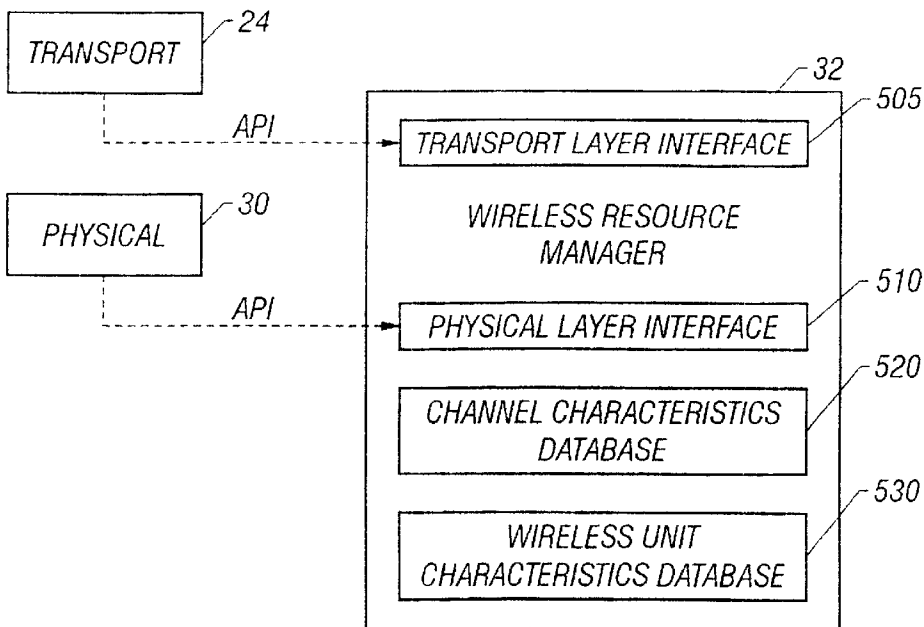 24
TRANSPORT
32
505
API
TRANSPORT LAYER INTERFACE
30
PHYSICAL
WIRELESS RESOURCE
MANAGER
510
API
PHYSICAL LAYER INTERFACE
520
CHANNEL CHARACTERISTICS
DATABASE
530
WIRELESS UNIT
CHARACTERISTICS DATABASE